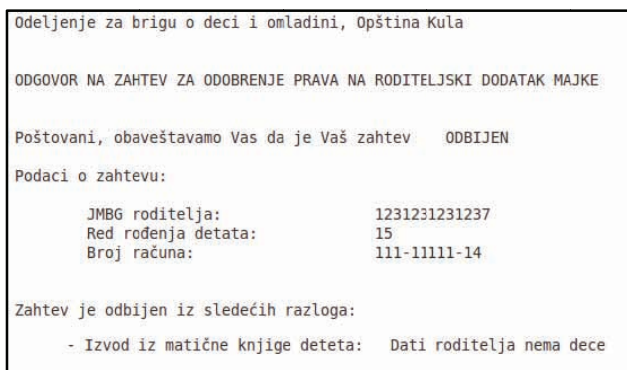 Odeljenje za brigu o deci i omladini, Opština Kula
ODGOVOR NA ZAHTEV ZA ODOBRENJE PRAVA NA RODITELJSKI DODATAK MAJKE
Poštovani, obaveštavamo Vas da je Vaš zahtev ODBIJEN
Podaci o zahtevu:
JMBG roditelja: 1231231231237
Red rođenja detata: 15
Broj računa: 111-11111-14
Zahtev je odbijen iz sledećih razloga:
- Izvod iz matične knjige deteta: Dati roditelja nema dece